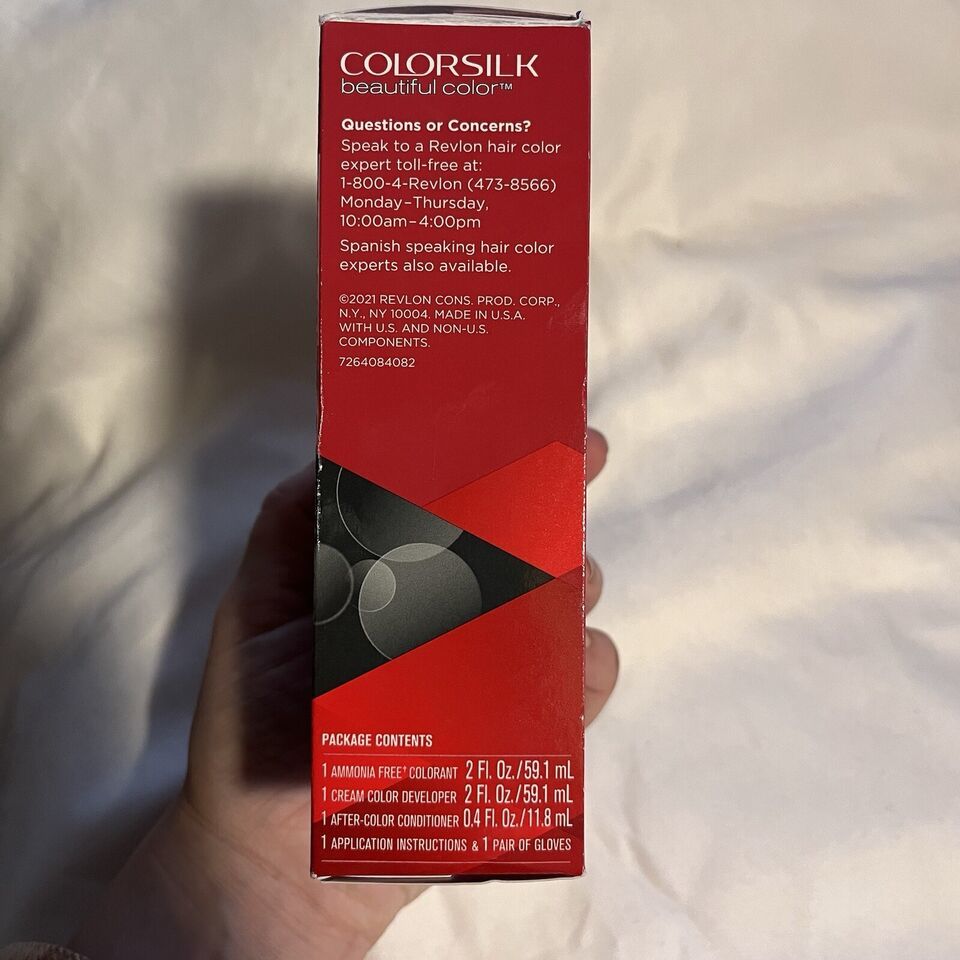 COLORSILK
beautiful color™
Questions or Concerns?
Speak to a Revlon hair color
expert toll-free at:
1-800-4-Revlon (473-8566)
Monday–Thursday,
10:00am–4:00pm
Spanish speaking hair color
experts also available.
©2021 REVLON CONS. PROD. CORP.,
N.Y., NY 10004. MADE IN U.S.A.
WITH U.S. AND NON-U.S.
COMPONENTS.
7264084082
PACKAGE CONTENTS
1 AMMONIA FREE† COLORANT 2 Fl. Oz./59.1 mL
1 CREAM COLOR DEVELOPER 2 Fl. Oz./59.1 mL
1 AFTER-COLOR CONDITIONER 0.4 Fl. Oz./11.8 mL
1 APPLICATION INSTRUCTIONS & 1 PAIR OF GLOVES